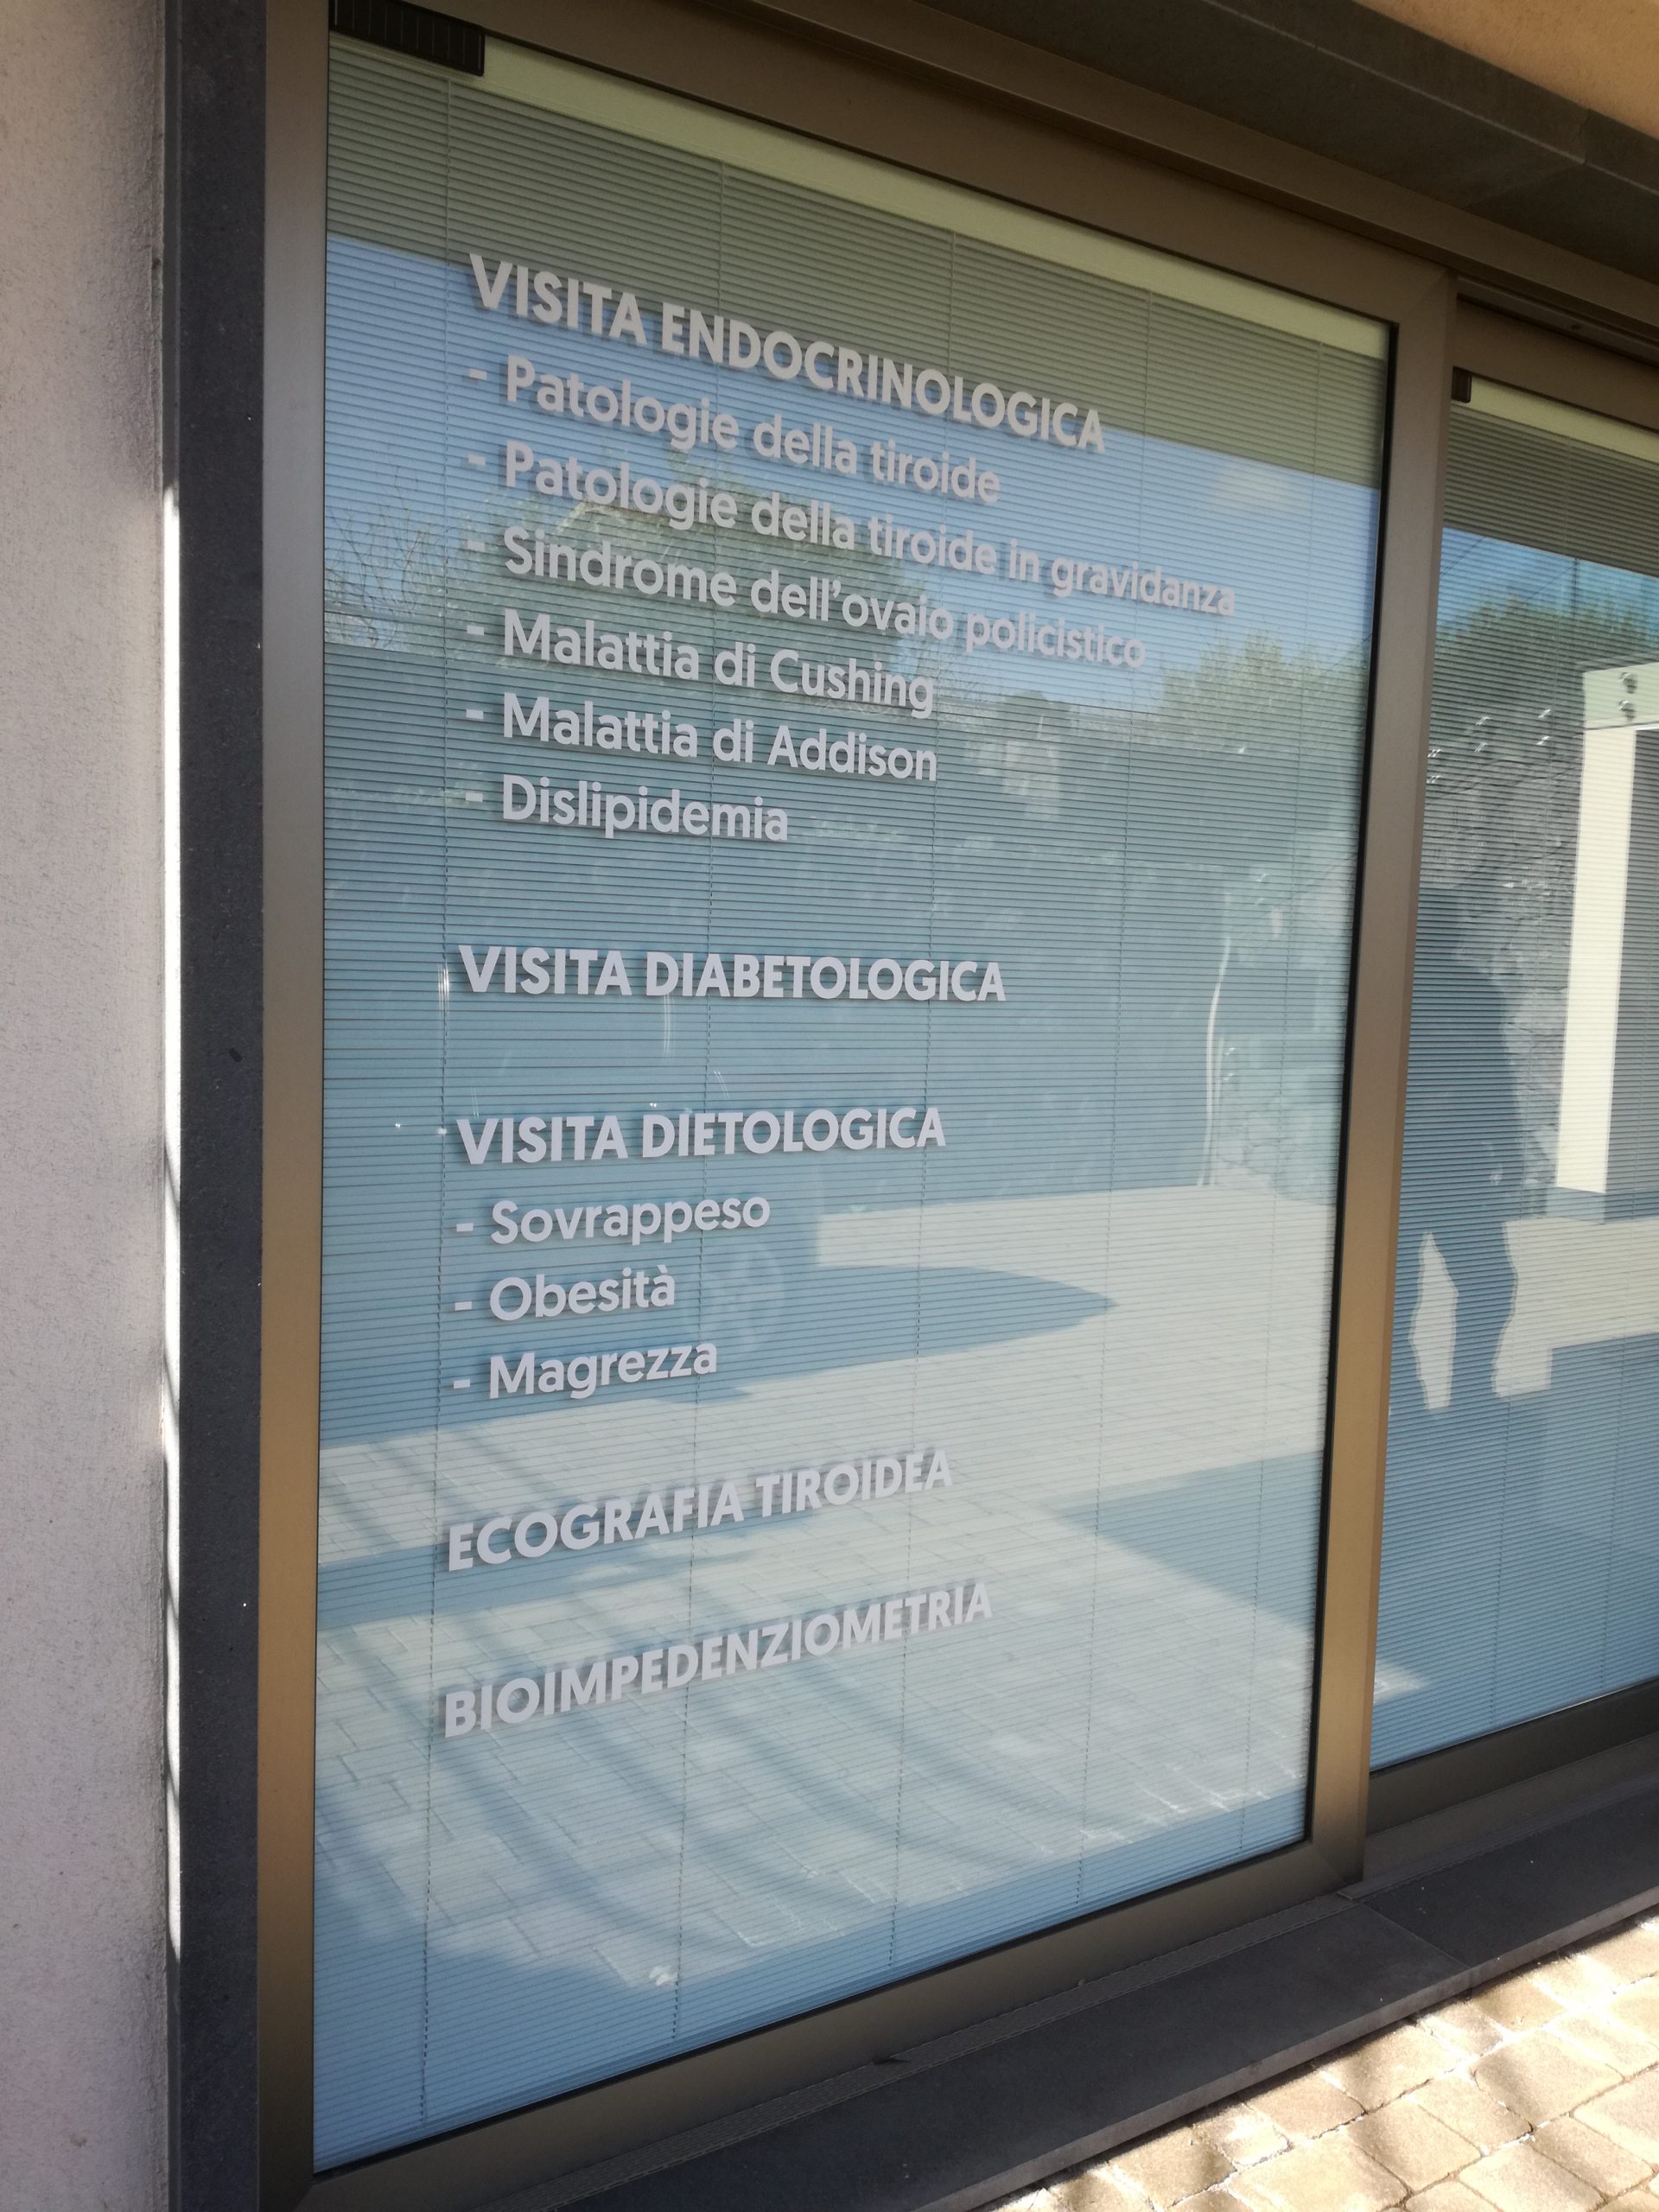 VISITA ENDOCRINOLOGICA
- Patologie della tiroide
- Patologie della tiroide in gravidanza
- Sindrome dell'ovaio policistico
- Malattia di Cushing
- Malattia di Addison
- Dislipidemia
VISITA DIABETOLOGICA
VISITA DIETOLOGICA
- Sovrappeso
- Obesità
- Magrezza
ECOGRAFIA TIROIDEA
BIOIMPEDENZIOMETRIA